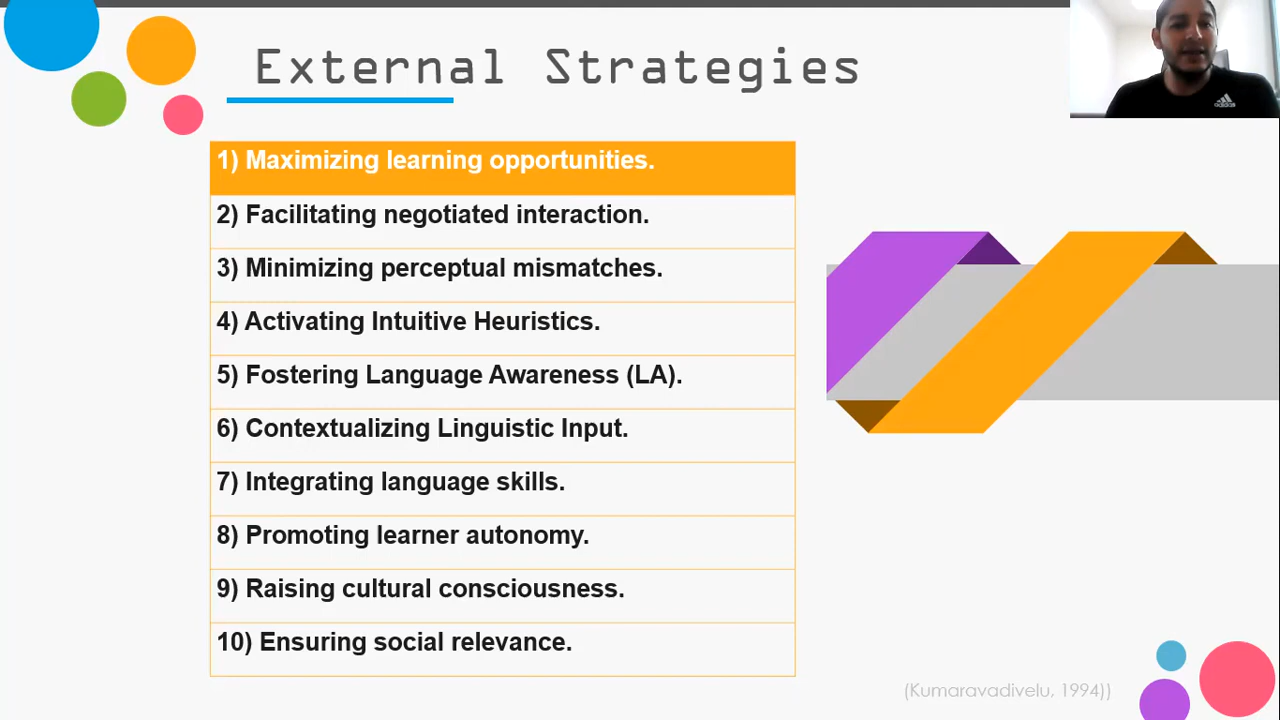 External Strategies
adidas
1) Maximizing learning opportunities.
2) Facilitating negotiated interaction.
3) Minimizing perceptual mismatches.
4) Activating Intuitive Heuristics.
5) Fostering Language Awareness (LA).
6) Contextualizing Linguistic Input.
7) Integrating language skills.
8) Promoting learner autonomy.
9) Raising cultural consciousness.
10) Ensuring social relevance.
(Kumaravadivelu, 1994))